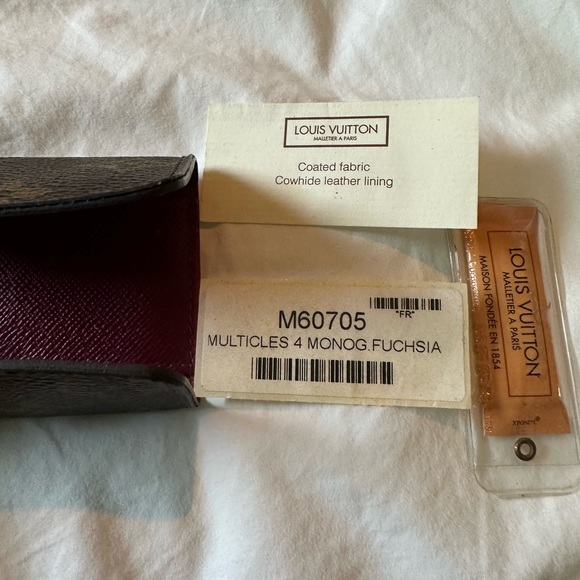 LOUIS VUITTON
MALLETIER A PARIS
Coated fabric
Cowhide leather lining
"FR"
M60705
MULTICLES 4 MONOG.FUCHSIA
LOUIS VUITTON
MALLETIER A PARIS
MAISON FONDÉE EN 1854